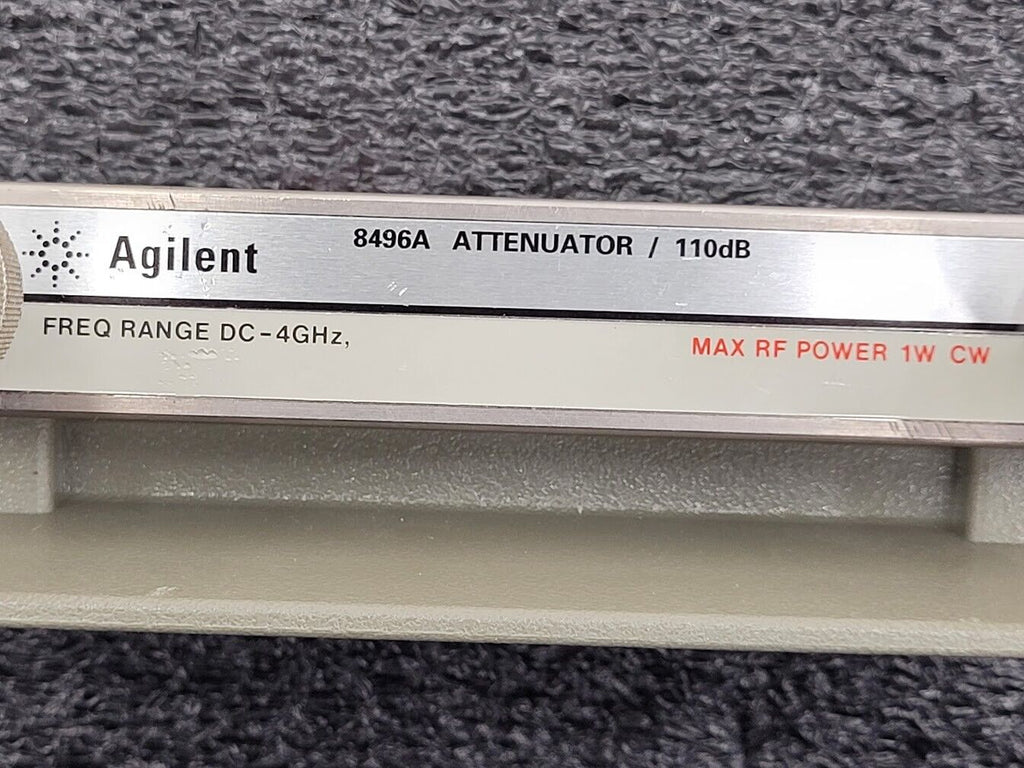 Agilent 8496A ATTENUATOR / 110dB
FREQ RANGE DC-4GHz, MAX RF POWER 1W CW